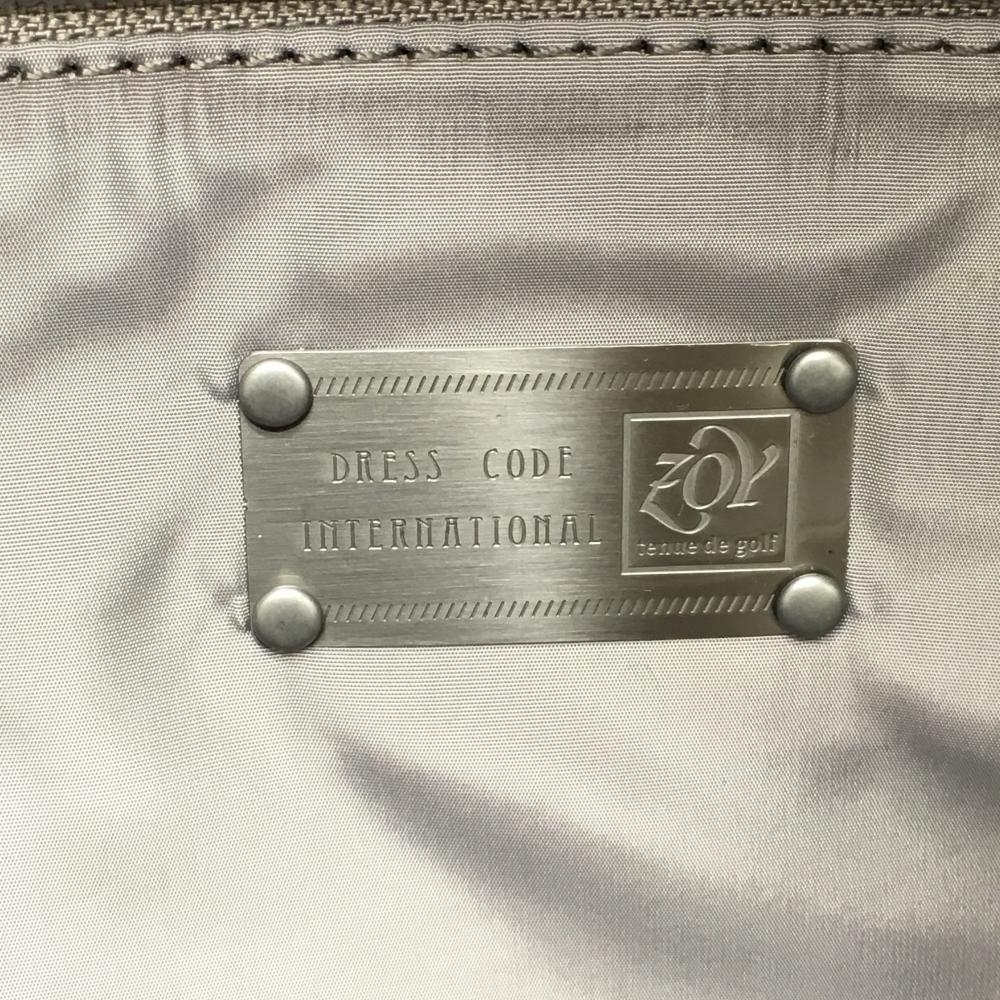 DRESS CODE
INTERNATIONAL
ZOY
tenue de golf